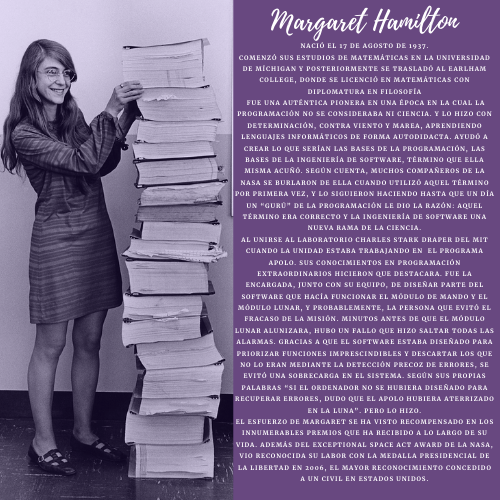 Margaret Hamilton
NACIÓ EL 17 DE AGOSTO DE 1937.
COMENZÓ SUS ESTUDIOS DE MATEMÁTICAS EN LA UNIVERSIDAD
DE MÍCHIGAN Y POSTERIORMENTE SE TRASLADÓ AL EARLHAM
COLLEGE, DONDE SE LICENCIÓ EN MATEMÁTICAS CON
DIPLOMATURA EN FILOSOFÍA
FUE UNA AUTÉNTICA PIONERA EN UNA ÉPOCA EN LA CUAL LA
PROGRAMACIÓN NO SE CONSIDERABA NI CIENCIA. Y LO HIZO CON
DETERMINACIÓN, CONTRA VIENTO Y MAREA, APRENDIENDO
LENGUAJES INFORMÁTICOS DE FORMA AUTODIDACTA. AYUDÓ A
CREAR LO QUE SERÍAN LAS BASES DE LA PROGRAMACIÓN, LAS
BASES DE LA INGENIERÍA DE SOFTWARE, TÉRMINO QUE ELLA
MISMA ACUÑÓ. SEGÚN CUENTA, MUCHOS COMPAÑEROS DE LA
NASA SE BURLARON DE ELLA CUANDO UTILIZÓ AQUEL TÉRMINO
POR PRIMERA VEZ, Y LO SIGUIERON HACIENDO HASTA QUE UN DÍA
UN "GURÚ" DE LA PROGRAMACIÓN LE DIO LA RAZÓN: AQUEL
TÉRMINO ERA CORRECTO Y LA INGENIERÍA DE SOFTWARE UNA
NUEVA RAMA DE LA CIENCIA.
AL UNIRSE AL LABORATORIO CHARLES STARK DRAPER DEL MIT
CUANDO LA UNIDAD ESTABA TRABAJANDO EN EL PROGRAMA
APOLO. SUS CONOCIMIENTOS EN PROGRAMACIÓN
EXTRAORDINARIOS HICIERON QUE DESTACARA. FUE LA
ENCARGADA, JUNTO CON SU EQUIPO, DE DISEÑAR PARTE DEL
SOFTWARE QUE HACÍA FUNCIONAR EL MÓDULO DE MANDO Y EL
MÓDULO LUNAR, Y PROBABLEMENTE, LA PERSONA QUE EVITÓ EL
FRACASO DE LA MISIÓN. MINUTOS ANTES DE QUE EL MÓDULO
LUNAR ALUNIZARA, HUBO UN FALLO QUE HIZO SALTAR TODAS LAS
ALARMAS. GRACIAS A QUE EL SOFTWARE ESTABA DISEÑADO PARA
PRIORIZAR FUNCIONES IMPRESCINDIBLES Y DESCARTAR LOS QUE
NO LO ERAN MEDIANTE LA DETECCIÓN PRECOZ DE ERRORES, SE
EVITÓ UNA SOBRECARGA EN EL SISTEMA. SEGÚN SUS PROPIAS
PALABRAS "SI EL ORDENADOR NO SE HUBIERA DISEÑADO PARA
RECUPERAR ERRORES, DUDO QUE EL APOLO HUBIERA ATERRIZADO
EN LA LUNA". PERO LO HIZO.
EL ESFUERZO DE MARGARET SE HA VISTO RECOMPENSADO EN LOS
INNUMERABLES PREMIOS QUE HA RECIBIDO A LO LARGO DE SU
VIDA. ADEMÁS DEL EXCEPTIONAL SPACE ACT AWARD DE LA NASA,
VIO RECONOCIDA SU LABOR CON LA MEDALLA PRESIDENCIAL DE
LA LIBERTAD EN 2006, EL MAYOR RECONOCIMIENTO CONCEDIDO
A UN CIVIL EN ESTADOS UNIDOS.